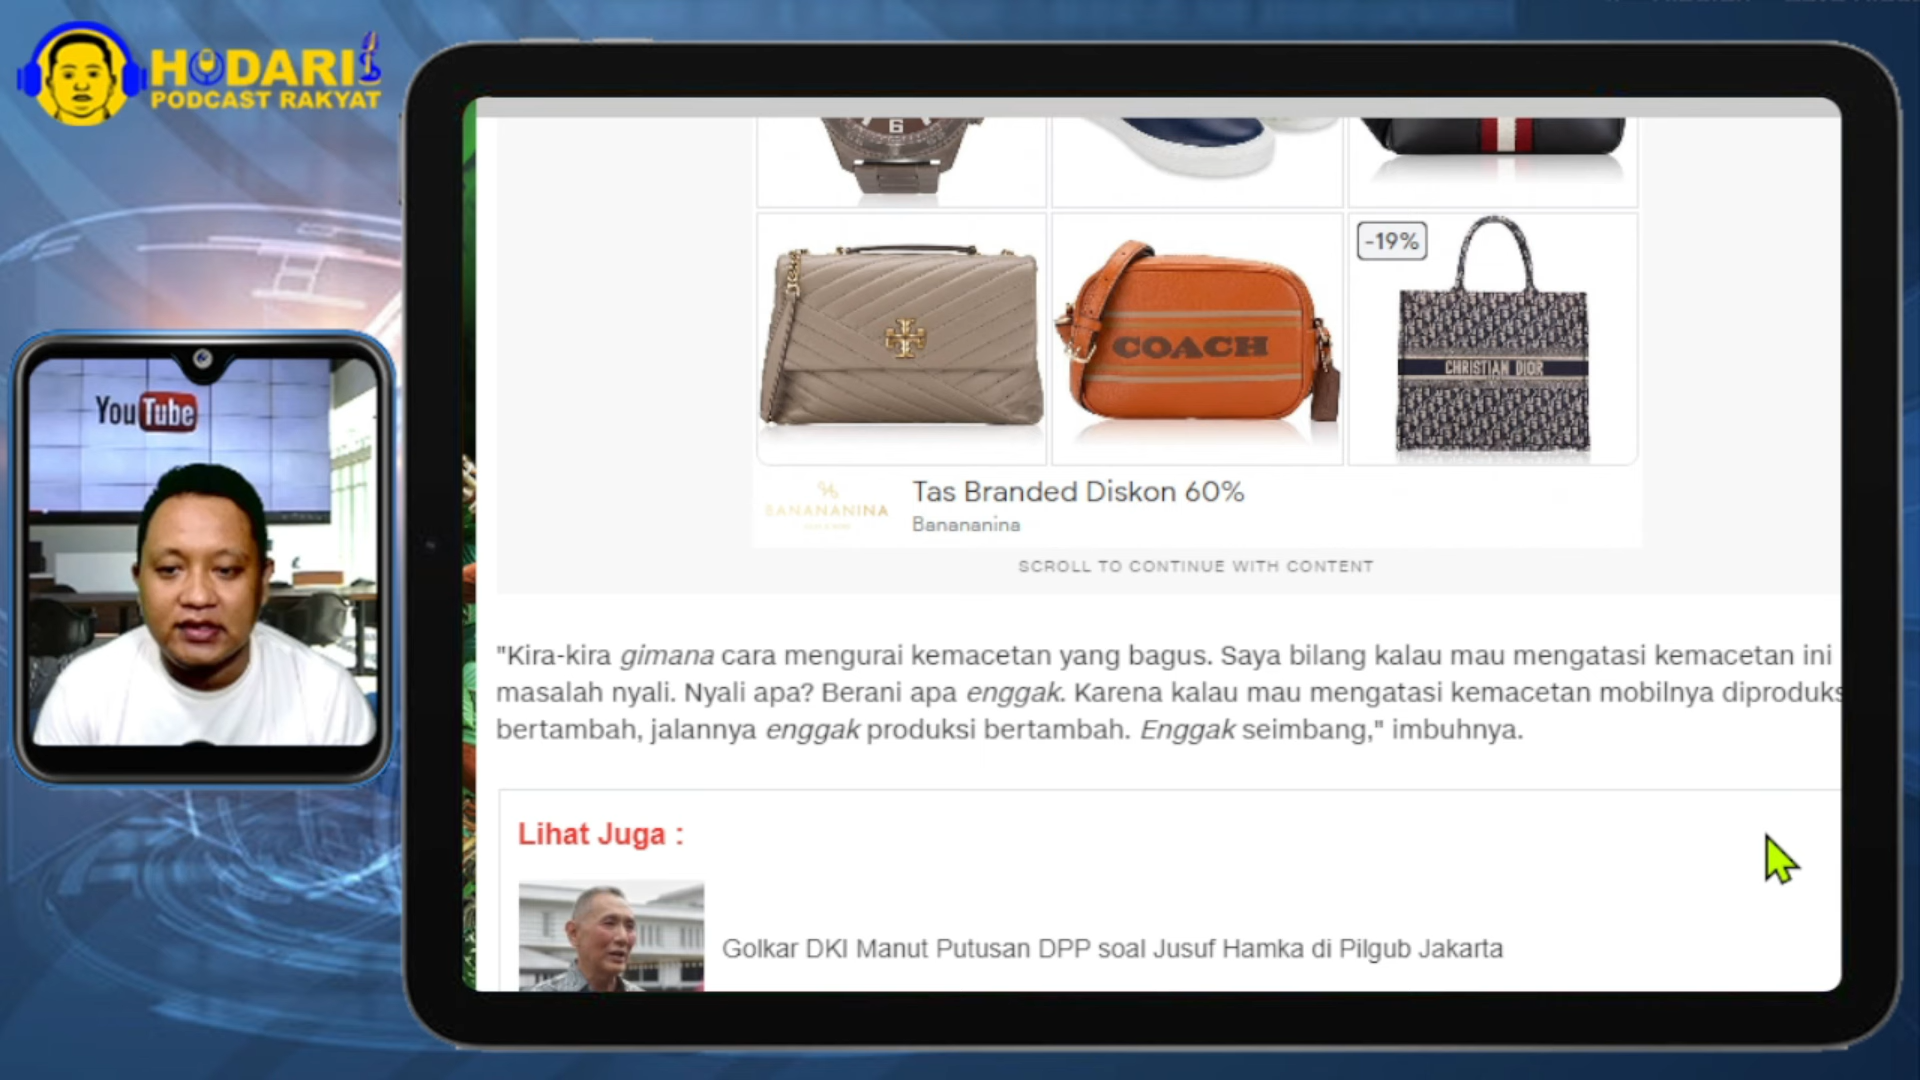 HODARI
PODCAST RAKYAT
YouTube
6
COACH
-19%
CHRISTIAN DIOR
BANANANINA
Tas Branded Diskon 60%
Banananina
SCROLL TO CONTINUE WITH CONTENT
"Kira-kira gimana cara mengurai kemacetan yang bagus. Saya bilang kalau mau mengatasi kemacetan ini
masalah nyali. Nyali apa? Berani apa enggak. Karena kalau mau mengatasi kemacetan mobilnya diproduks
bertambah, jalannya enggak produksi bertambah. Enggak seimbang," imbuhnya.
Lihat Juga :
Golkar DKI Manut Putusan DPP soal Jusuf Hamka di Pilgub Jakarta